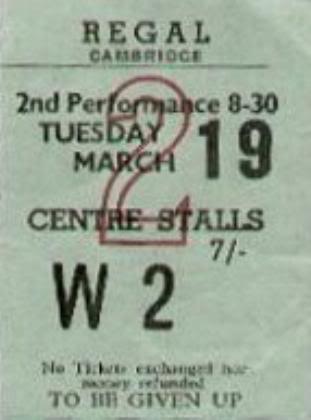 REGAL
CAMBRIDGE
2nd Performance 8-30
TUESDAY 19
MARCH
2
CENTRE STALLS
7/-
W 2
No Tickets exchanged nor
money refunded
TO BE GIVEN UP